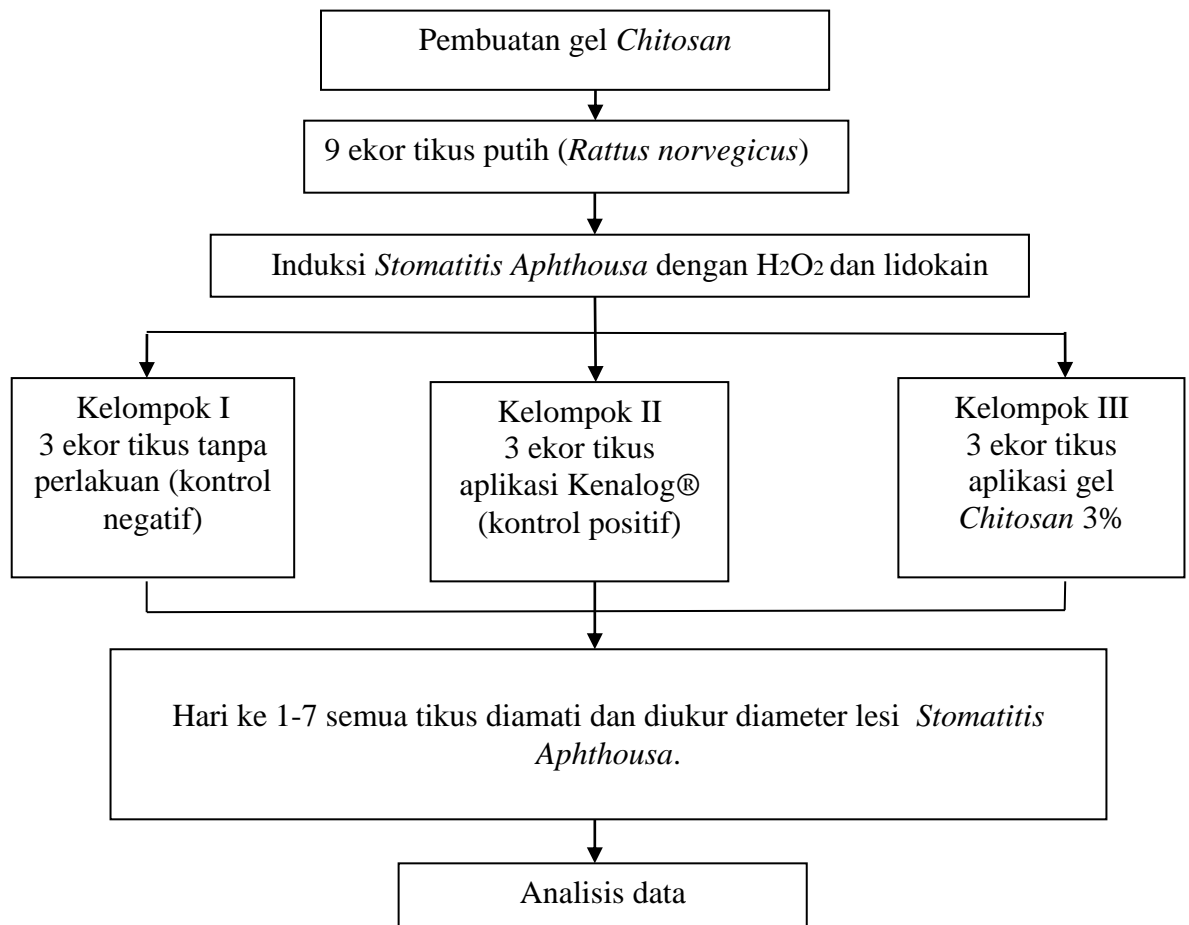 Pembuatan gel Chitosan
9 ekor tikus putih (Rattus norvegicus)
Induksi Stomatitis Aphthousa dengan H₂O₂ dan lidokain
Kelompok I
3 ekor tikus tanpa
perlakuan (kontrol
negatif)
Kelompok II
3 ekor tikus
aplikasi Kenalog®
(kontrol positif)
Kelompok III
3 ekor tikus
aplikasi gel
Chitosan 3%
Hari ke 1-7 semua tikus diamati dan diukur diameter lesi Stomatitis
Aphthousa.
Analisis data